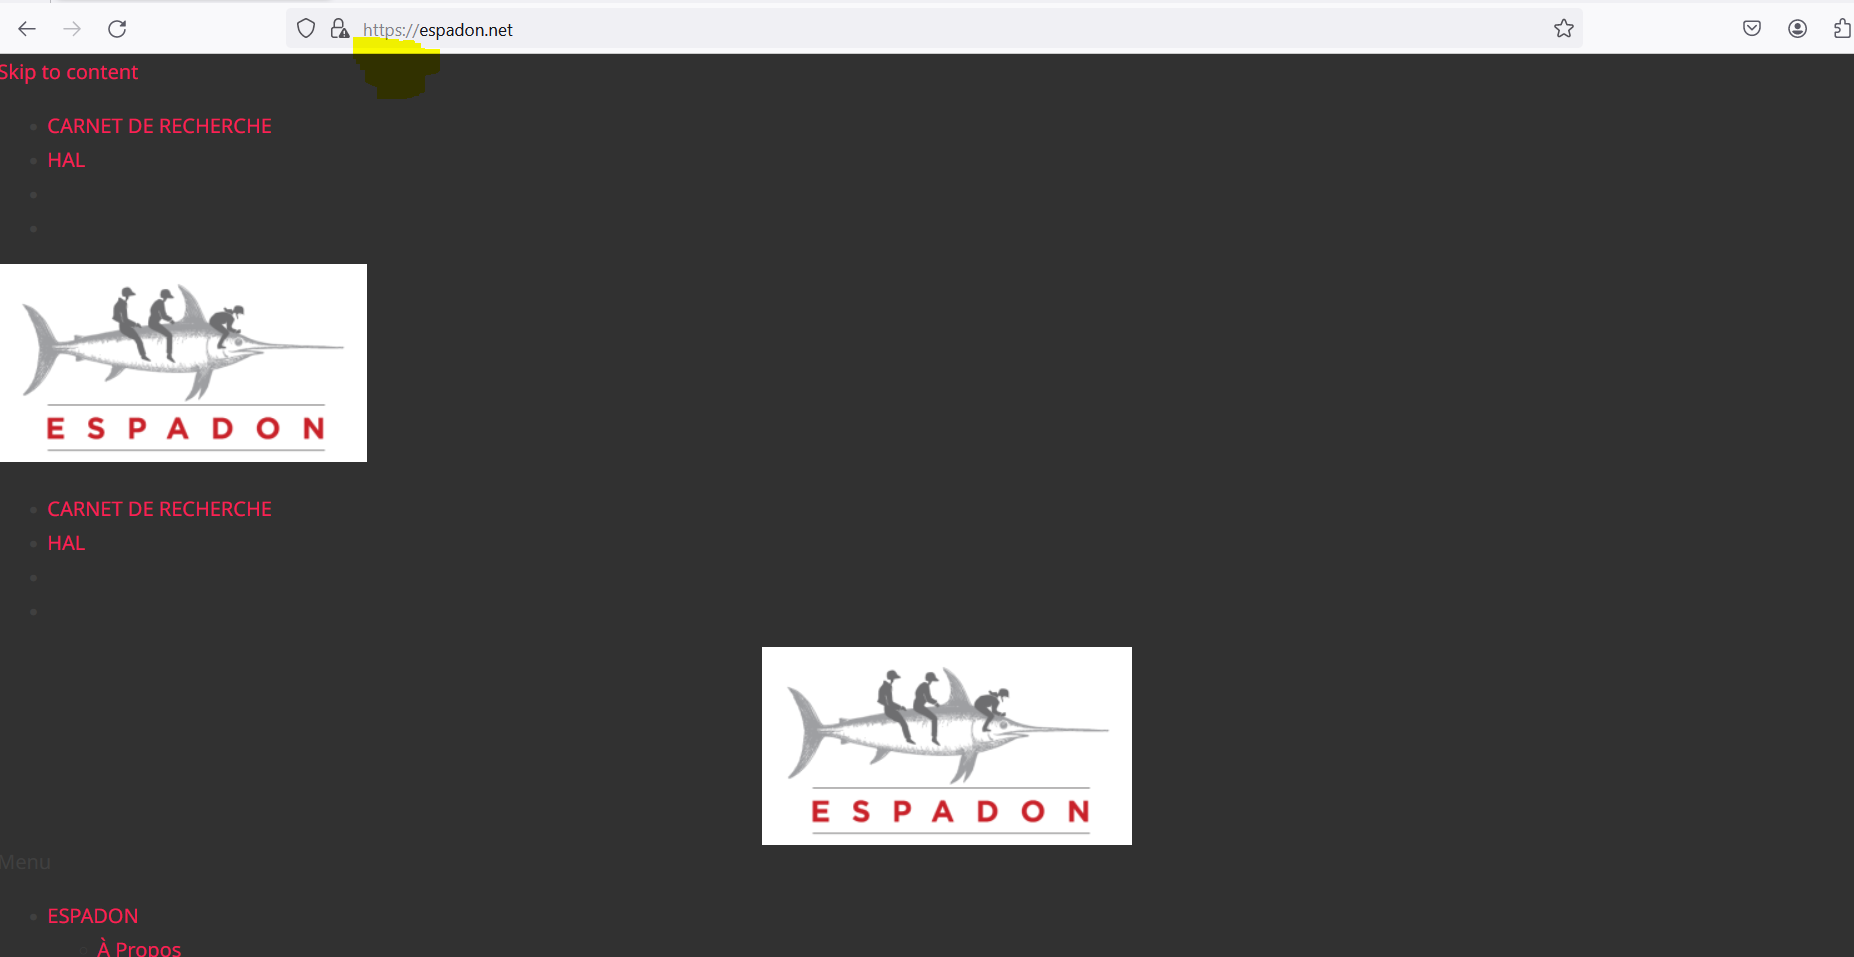 https://espadon.net
Skip to content
CARNET DE RECHERCHE
HAL
ESPADON
CARNET DE RECHERCHE
HAL
ESPADON
Menu
ESPADON
À Propos